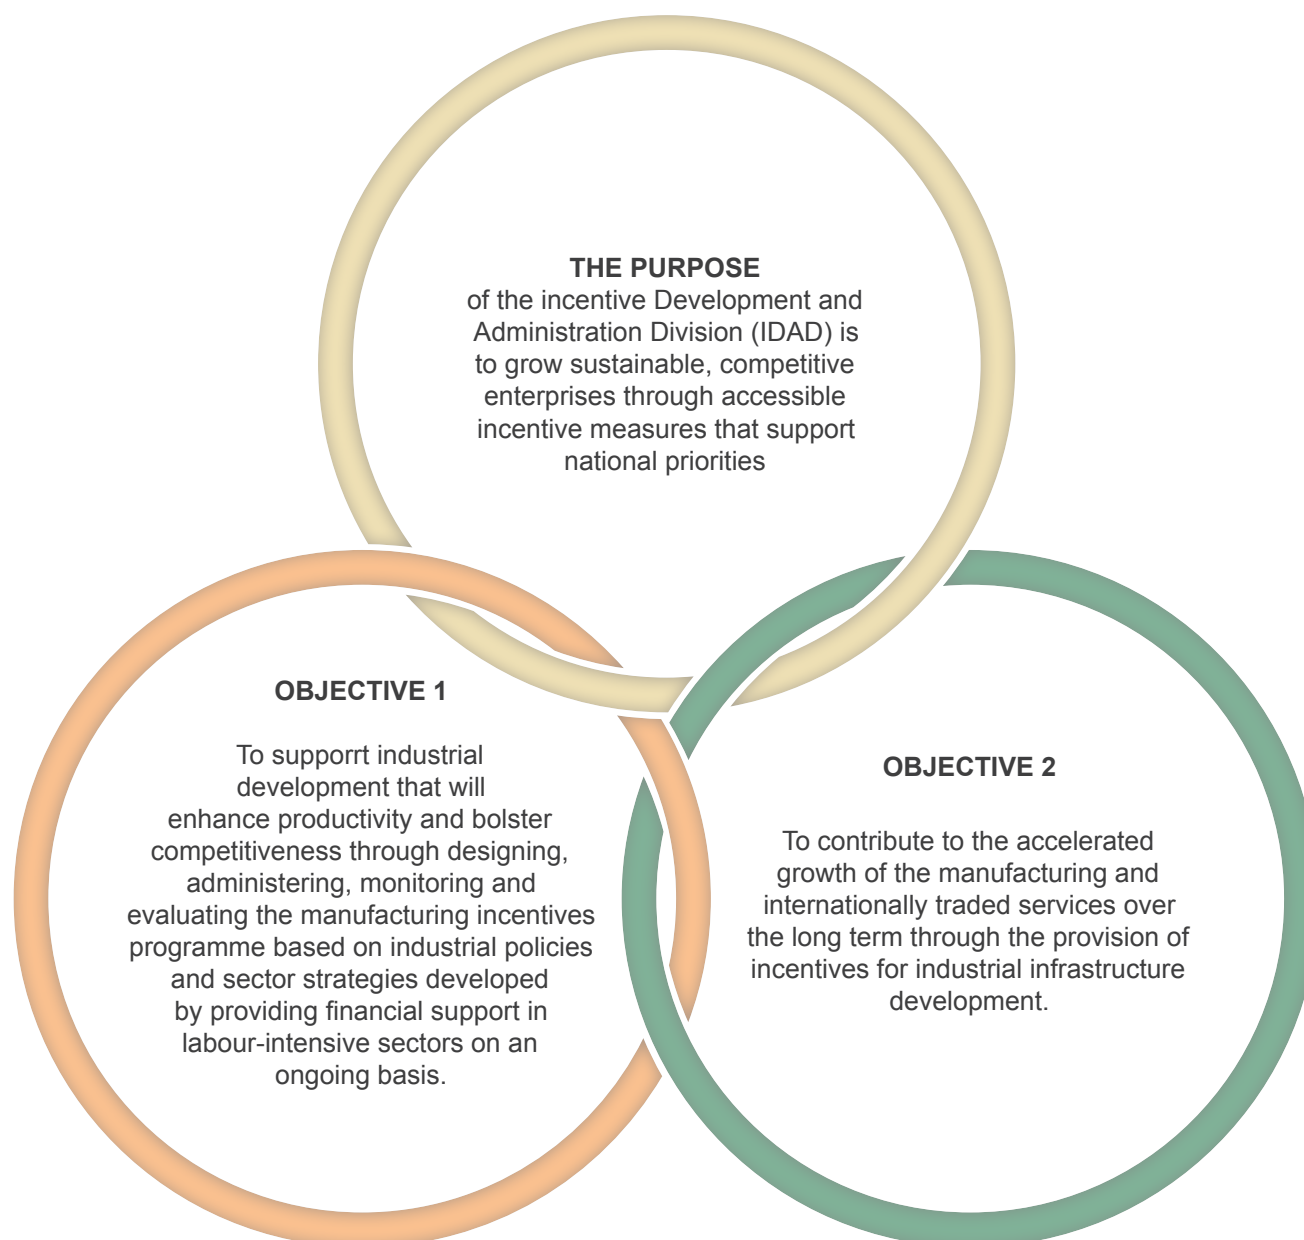 THE PURPOSE
of the incentive Development and
Administration Division (IDAD) is
to grow sustainable, competitive
enterprises through accessible
incentive measures that support
national priorities
OBJECTIVE 1
To supporrt industrial
development that will
enhance productivity and bolster
competitiveness through designing,
administering, monitoring and
evaluating the manufacturing incentives
programme based on industrial policies
and sector strategies developed
by providing financial support in
labour-intensive sectors on an
ongoing basis.
OBJECTIVE 2
To contribute to the accelerated
growth of the manufacturing and
internationally traded services over
the long term through the provision of
incentives for industrial infrastructure
development.